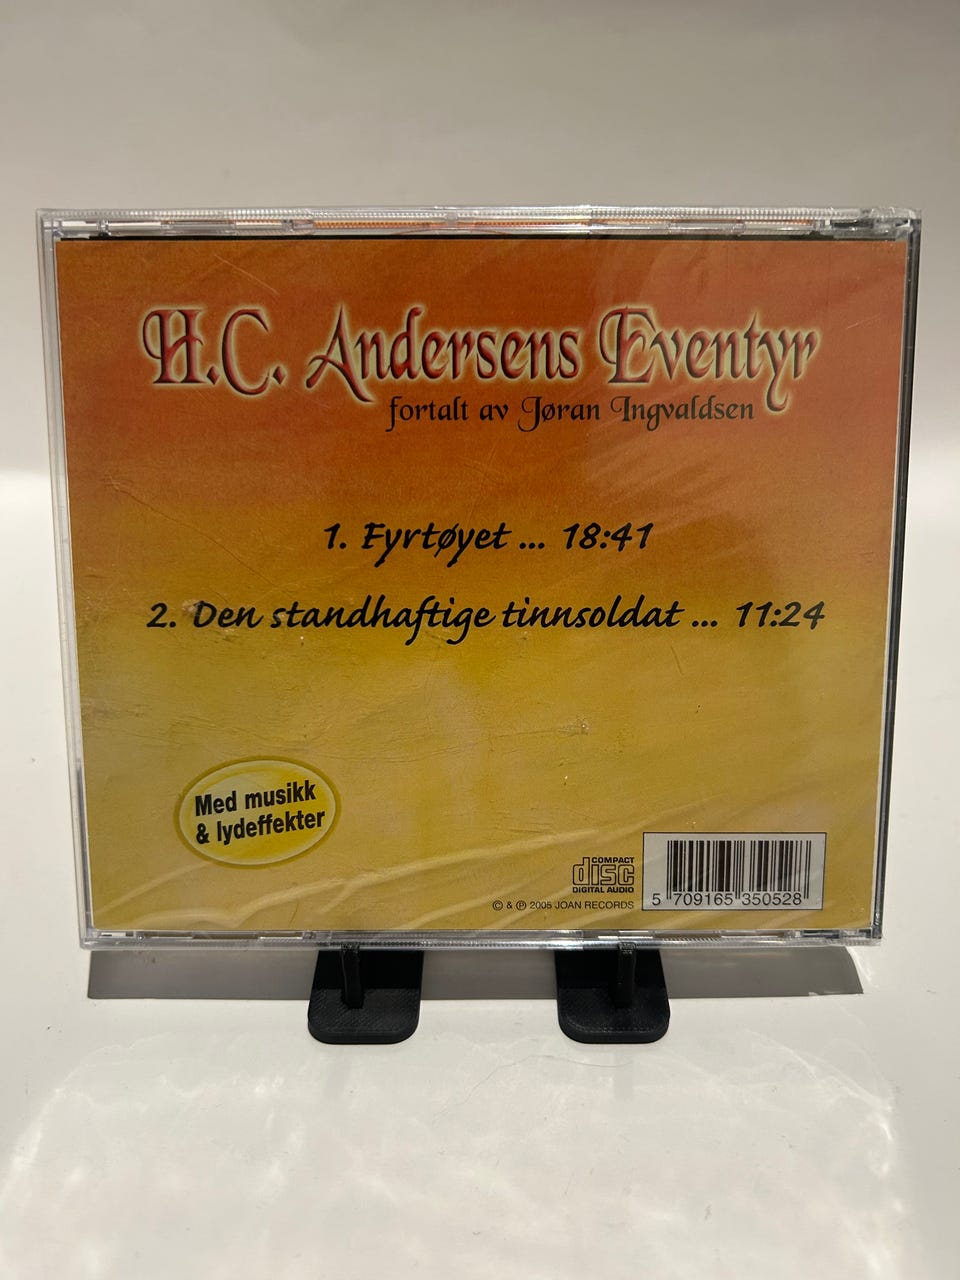 H.C. Andersens Eventyr
fortalt av Jøran Ingvaldsen
1. Fyrtøyet ... 18:41
2. Den standhaftige tinnsoldat ... 11:24
Med musikk
& lydeffekter
COMPACT
disc
DIGITAL AUDIO
© & ℗ 2005 JOAN RECORDS
5 709165 350528